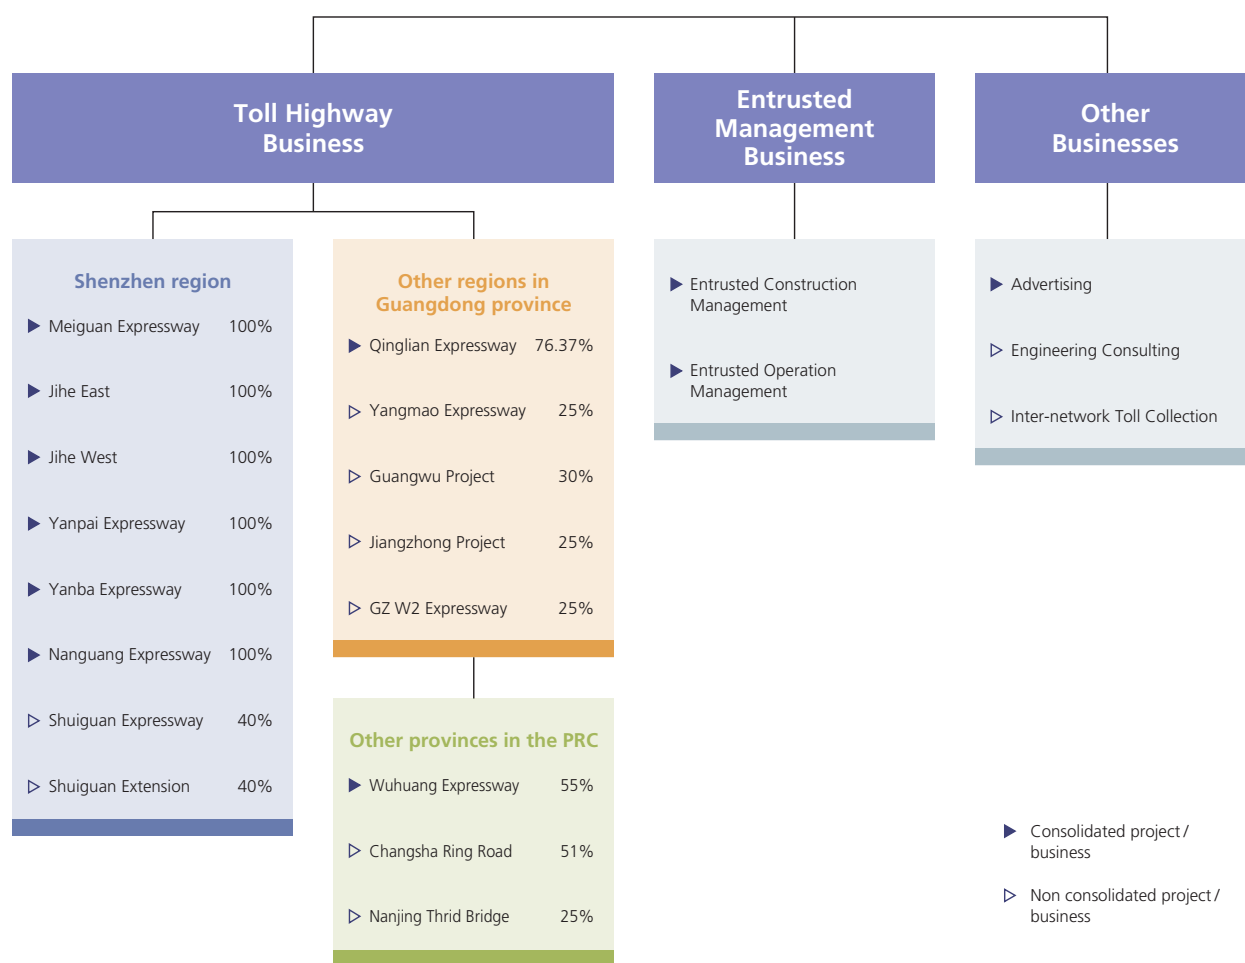 Toll Highway
Business
Entrusted
Management
Business
Other
Businesses
Shenzhen region
Meiguan Expressway 100%
Jihe East 100%
Jihe West 100%
Yanpai Expressway 100%
Yanba Expressway 100%
Nanguang Expressway 100%
Shuiguan Expressway 40%
Shuiguan Extension 40%
Other regions in
Guangdong province
Qinglian Expressway 76.37%
Yangmao Expressway 25%
Guangwu Project 30%
Jiangzhong Project 25%
GZ W2 Expressway 25%
Other provinces in the PRC
Wuhuang Expressway 55%
Changsha Ring Road 51%
Nanjing Thrid Bridge 25%
Entrusted Construction
Management
Entrusted Operation
Management
Advertising
Engineering Consulting
Inter-network Toll Collection
Consolidated project /
business
Non consolidated project /
business